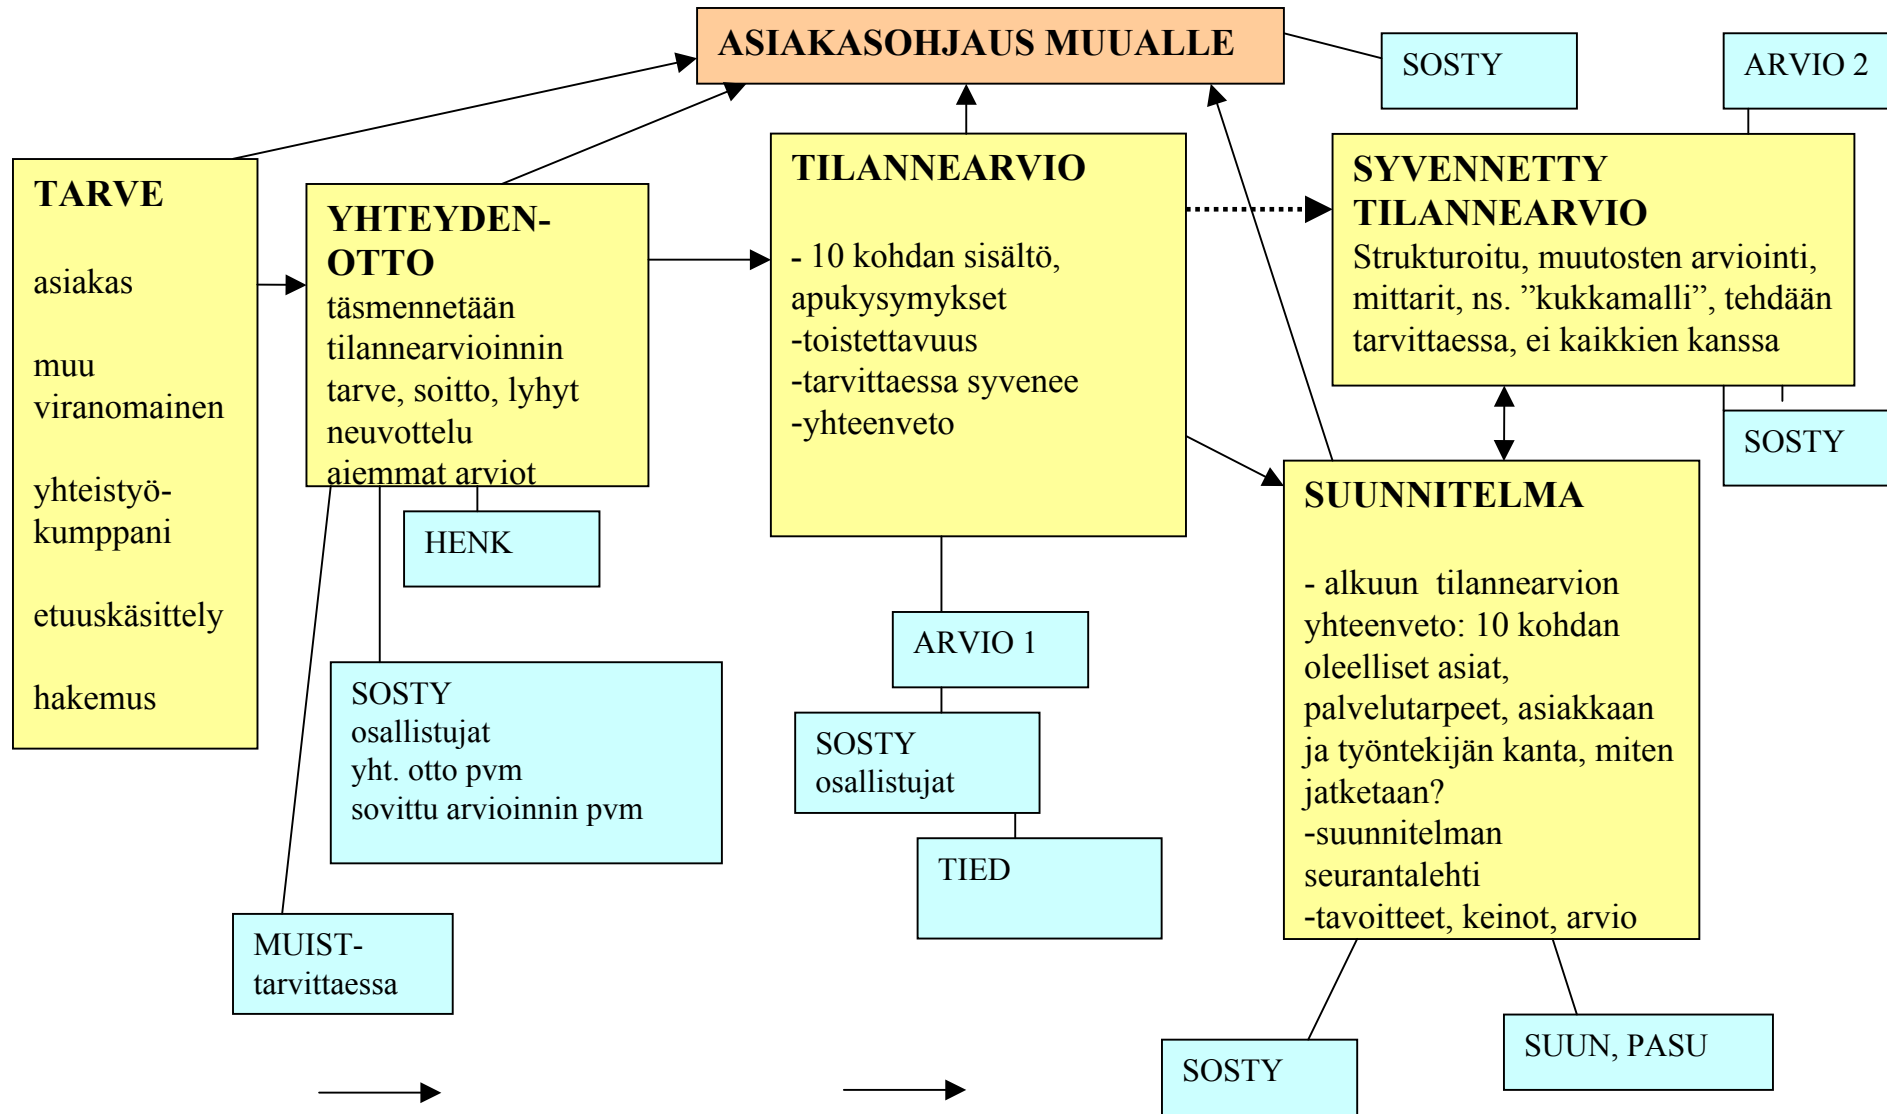 ASIAKASOHJAUS MUUALLE
SOSTY
ARVIO 2
TARVE
asiakas
muu
viranomainen
yhteistyö-
kumppani
etuuskäsittely
hakemus
YHTEYDEN-
OTTO
täsmennetään
tilannearvioinnin
tarve, soitto, lyhyt
neuvottelu
aiemmat arviot
HENK
SOSTY
osallistujat
yht. otto pvm
sovittu arvioinnin pvm
MUIST-
tarvittaessa
TILANNEARVIO
- 10 kohdan sisältö,
apukysymykset
-toistettavuus
-tarvittaessa syvenee
-yhteenveto
ARVIO 1
SOSTY
osallistujat
TIED
SYVENNETTY
TILANNEARVIO
Strukturoitu, muutosten arviointi,
mittarit, ns. ”kukkamalli”, tehdään
tarvittaessa, ei kaikkien kanssa
SOSTY
SUUNNITELMA
- alkuun tilannearvion
yhteenveto: 10 kohdan
oleelliset asiat,
palvelutarpeet, asiakkaan
ja työntekijän kanta, miten
jatketaan?
-suunnitelman
seurantalehti
-tavoitteet, keinot, arvio
SOSTY
SUUN, PASU